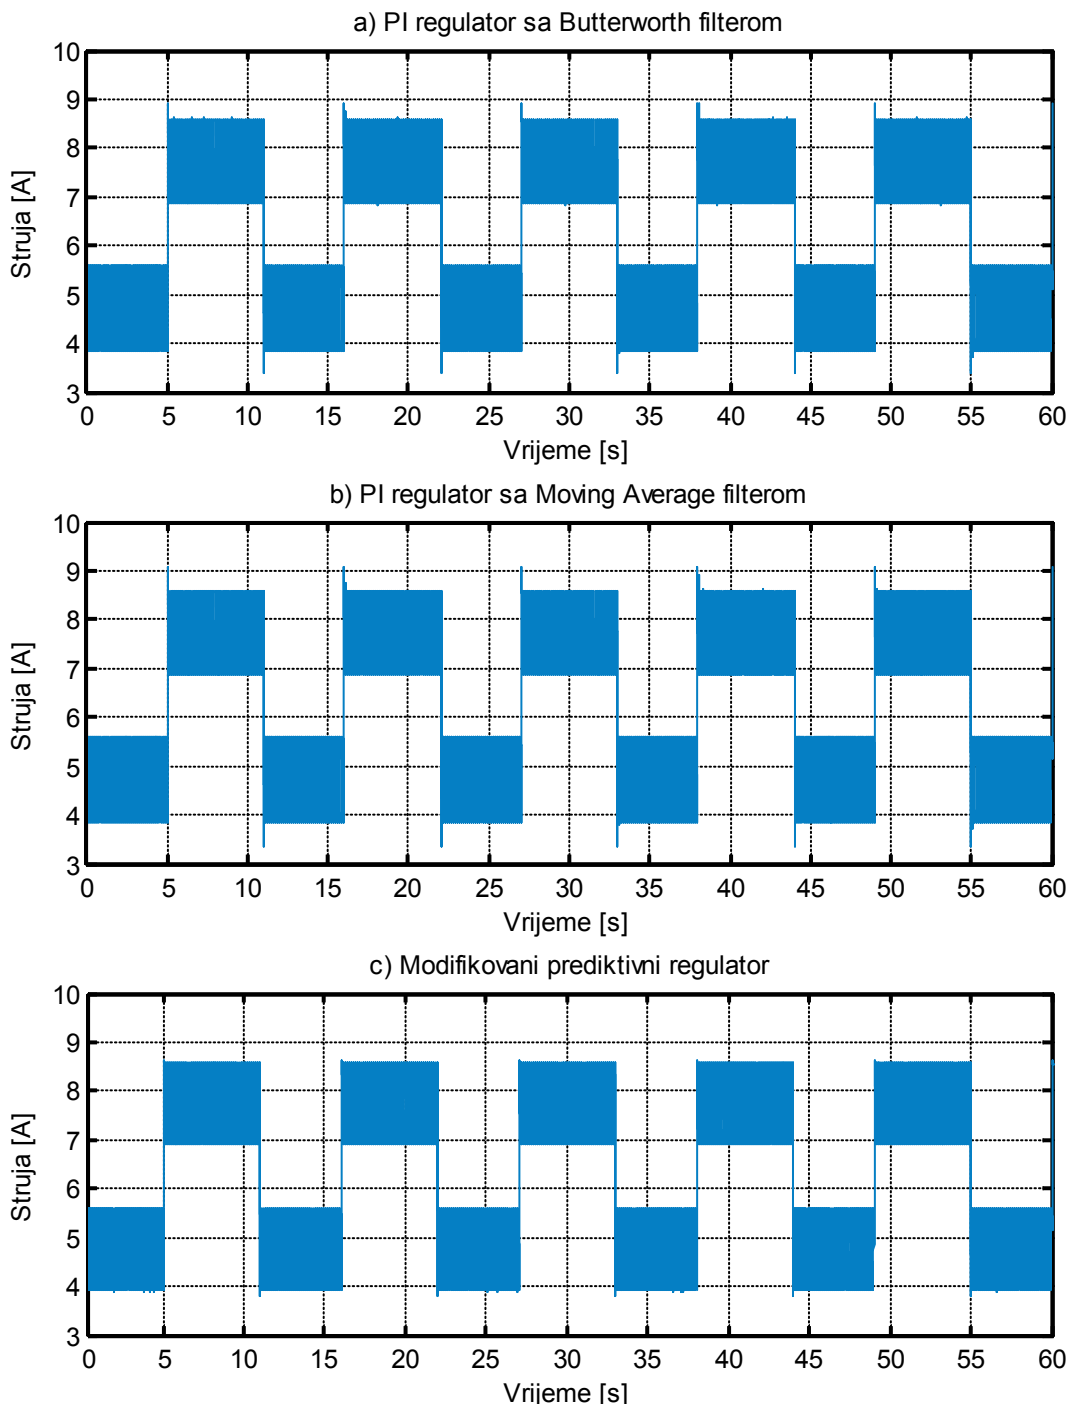 a) PI regulator sa Butterworth filterom
10
9
8
7
6
5
4
3
Struja [A]
0 5 10 15 20 25 30 35 40 45 50 55 60
Vrijeme [s]
b) PI regulator sa Moving Average filterom
10
9
8
7
6
5
4
3
Struja [A]
0 5 10 15 20 25 30 35 40 45 50 55 60
Vrijeme [s]
c) Modifikovani prediktivni regulator
10
9
8
7
6
5
4
3
Struja [A]
0 5 10 15 20 25 30 35 40 45 50 55 60
Vrijeme [s]